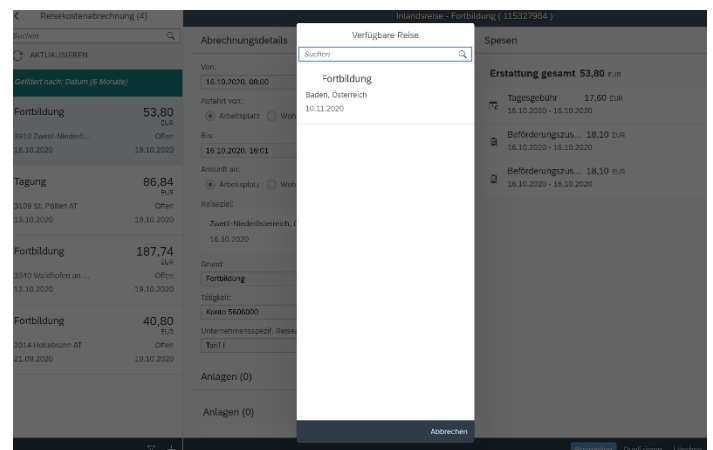 Reisekostenabrechnung (4)
Suchen
AKTUALISIEREN
Gefiltert nach: Datum (6 Monate)
Fortbildung 53,80
EUR
3910 Zwettl-Niederö... Offen
16.10.2020 19.10.2020
Tagung 86,84
EUR
3109 St. Pölten AT Offen
13.10.2020 19.10.2020
Fortbildung 187,74
EUR
3340 Waidhofen an ... Offen
12.10.2020 19.10.2020
Fortbildung 40,80
EUR
2014 Hollabrunn AT Offen
21.09.2020 19.10.2020
Inlandsreise - Fortbildung ( 115327984 )
Abrechnungsdetails
Von:
16.10.2020, 08:00
Abfahrt von:
Arbeitsplatz Woh
Bis:
16.10.2020, 16:01
Ankunft an:
Arbeitsplatz Woh
Reiseziel:
Zwettl-Niederösterreich, Ö
16.10.2020
Grund:
Fortbildung
Tätigkeit:
Konto 5606000
Unternehmensspezif. Reisea
Tarif I
Anlagen (0)
Anlagen (0)
Verfügbare Reise
Suchen
Fortbildung
Baden, Österreich
10.11.2020
Abbrechen
Spesen
Erstattung gesamt 53,80 EUR
Tagesgebühr 17,60 EUR
16.10.2020 - 16.10.2020
Beförderungszus... 18,10 EUR
16.10.2020 - 16.10.2020
Beförderungszus... 18,10 EUR
16.10.2020 - 16.10.2020
Bearbeiten Duplizieren Löschen